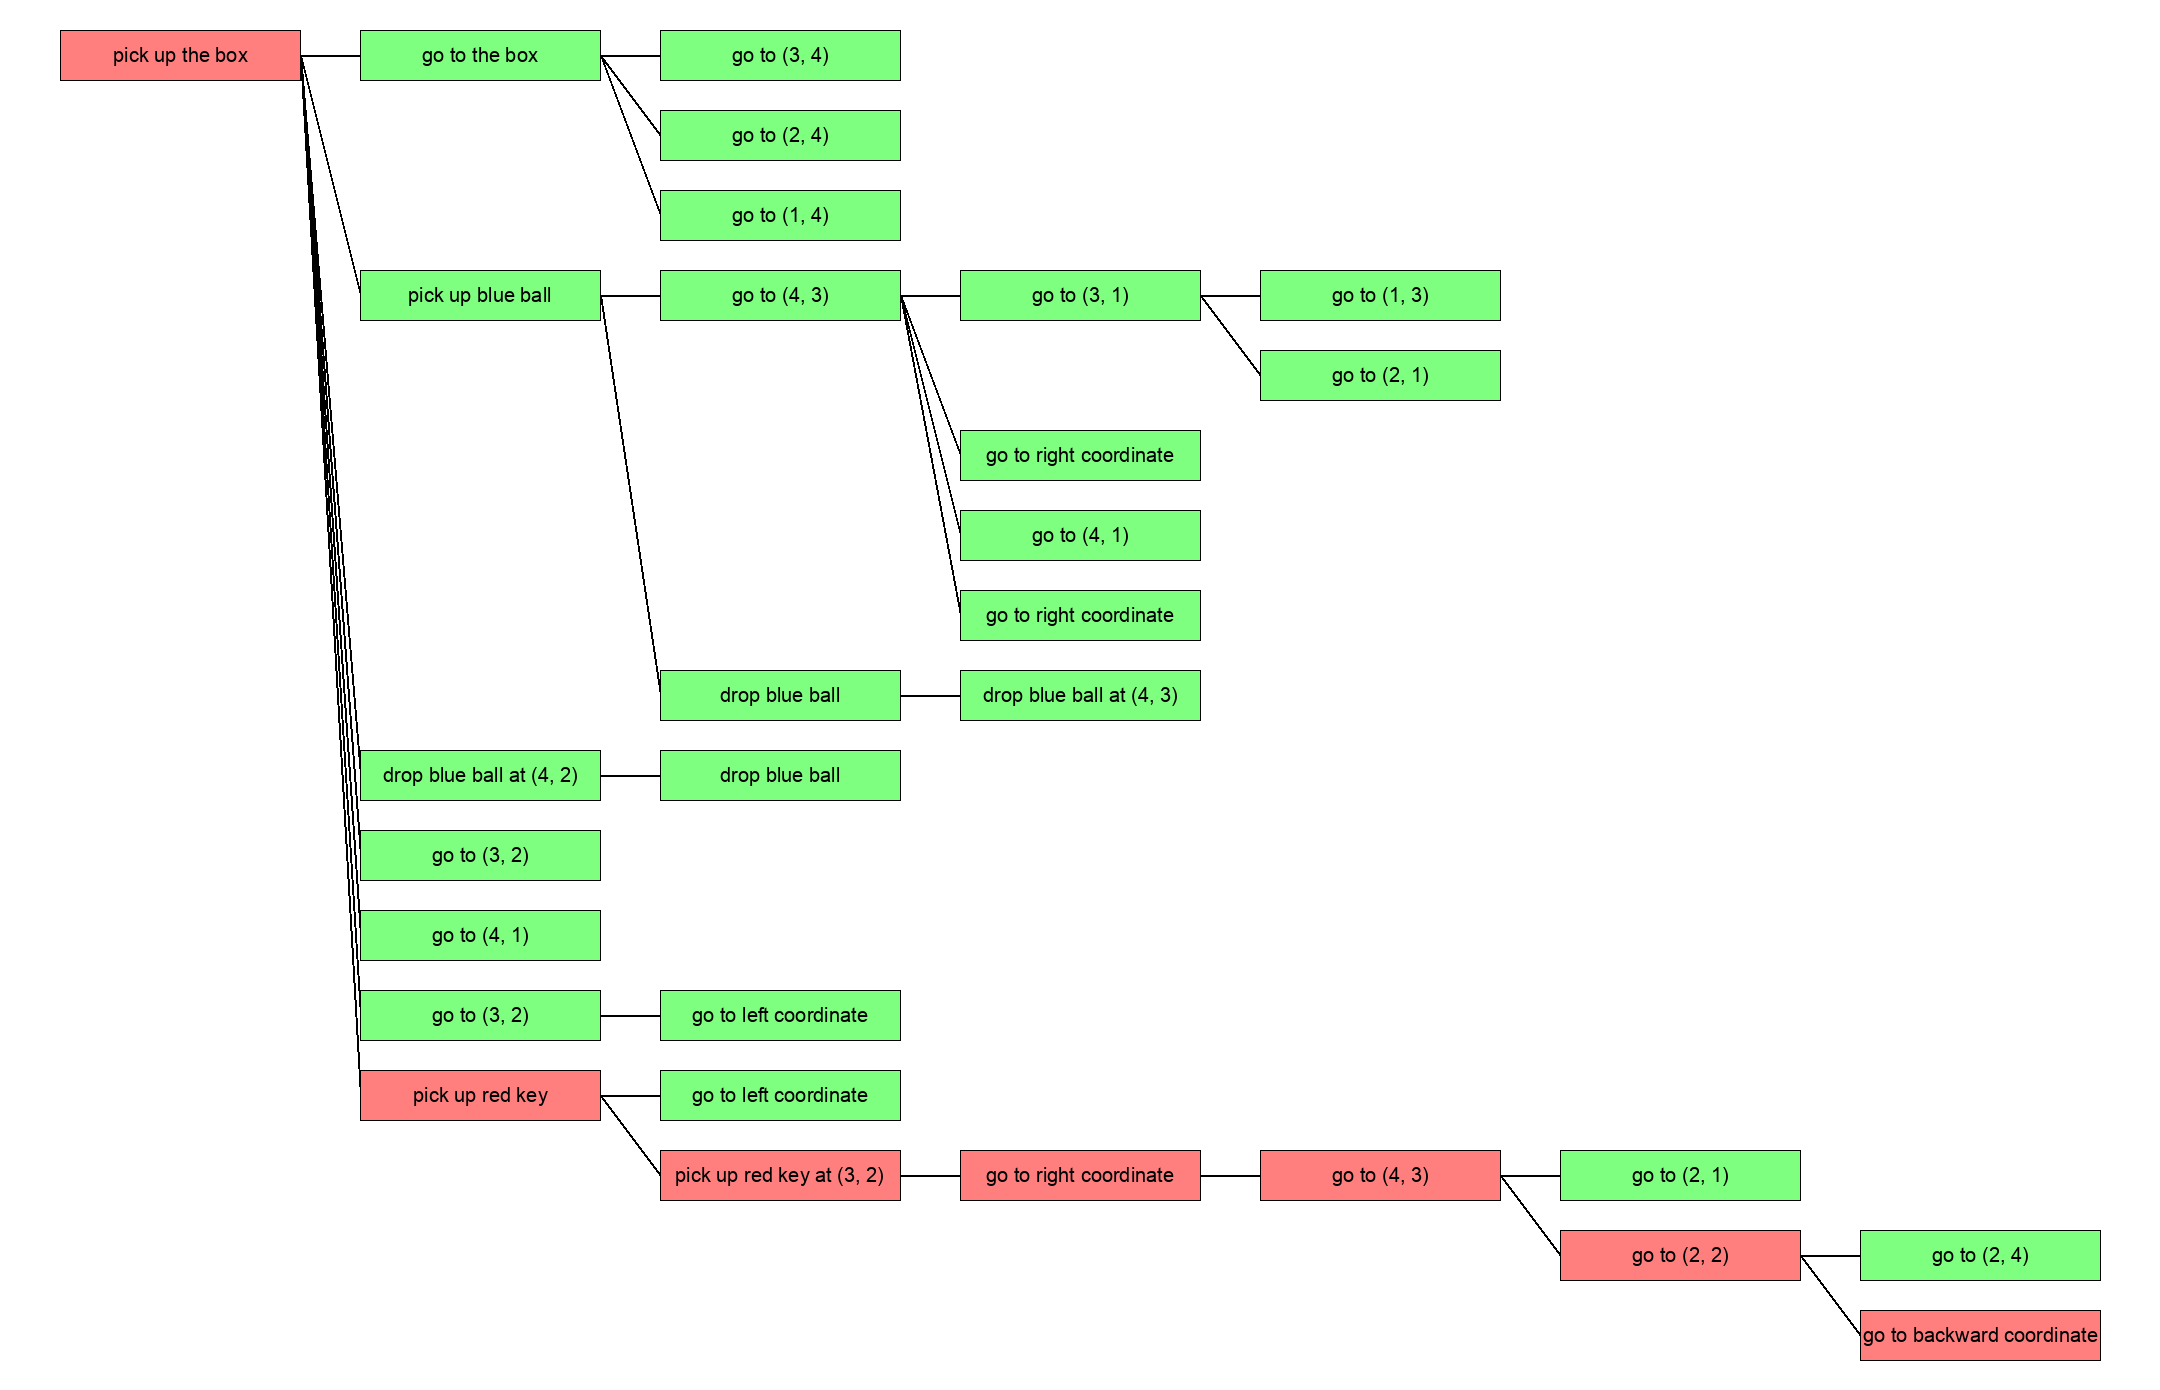 pick up the box
go to the box
go to (3, 4)
go to (2, 4)
go to (1, 4)
pick up blue ball
go to (4, 3)
go to (3, 1)
go to (1, 3)
go to (2, 1)
go to right coordinate
go to (4, 1)
go to right coordinate
drop blue ball
drop blue ball at (4, 3)
drop blue ball at (4, 2)
drop blue ball
go to (3, 2)
go to (4, 1)
go to (3, 2)
go to left coordinate
pick up red key
go to left coordinate
pick up red key at (3, 2)
go to right coordinate
go to (4, 3)
go to (2, 1)
go to (2, 2)
go to (2, 4)
go to backward coordinate